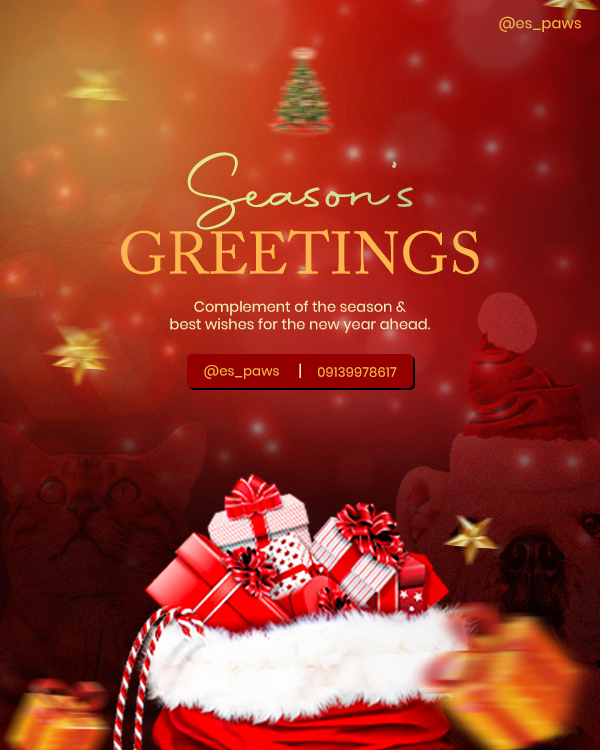 @es_paws
Season's
GREETINGS
Complement of the season &
best wishes for the new year ahead.
@es_paws | 09139978617